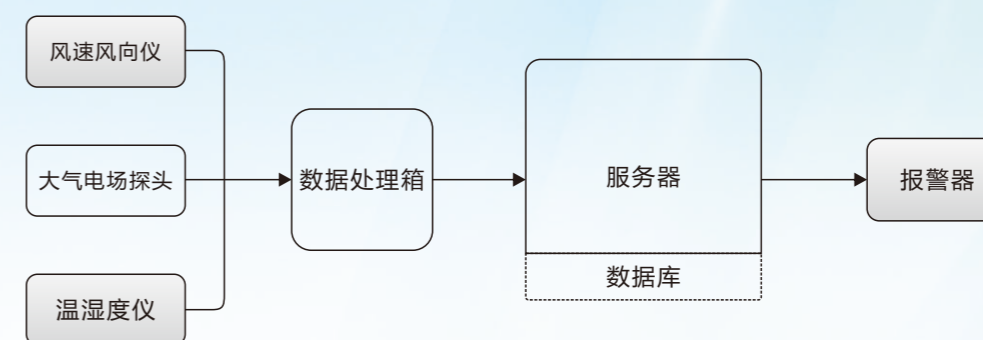 风速风向仪
大气电场探头
温湿度仪
数据处理箱
服务器
数据库
报警器